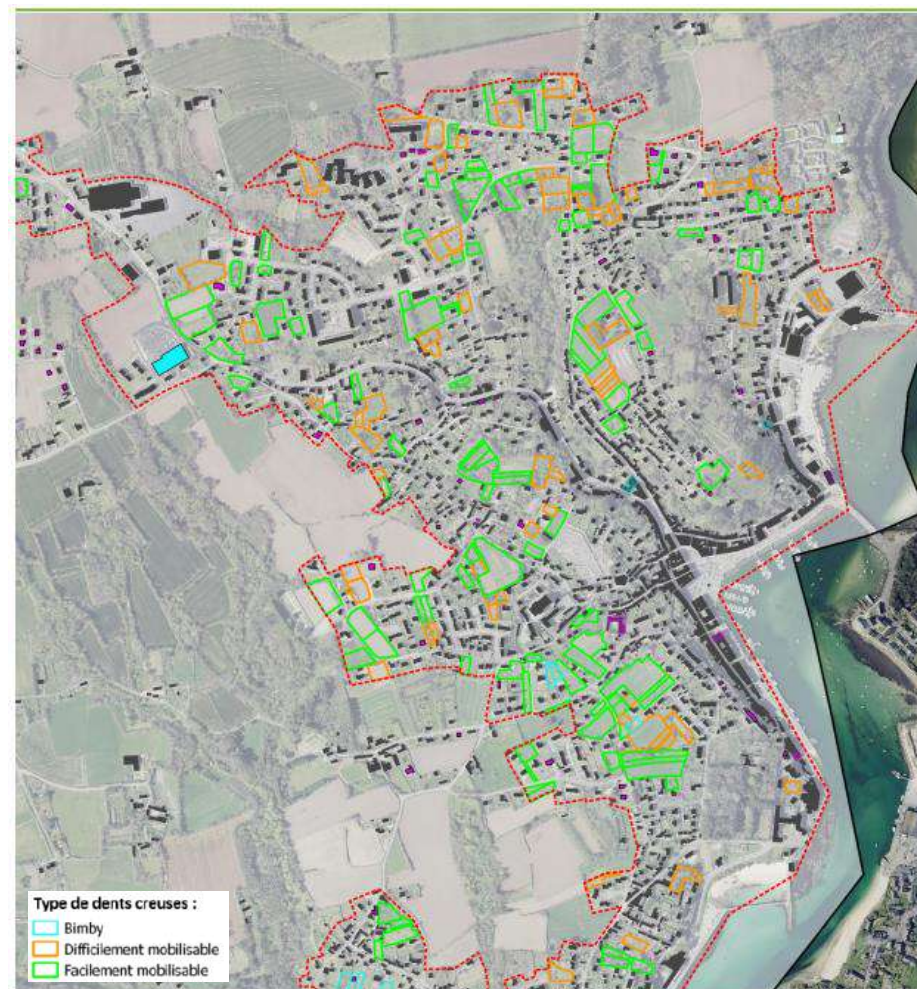 Type de dents creuses :
Bimby
Difficilement mobilisable
Facilement mobilisable